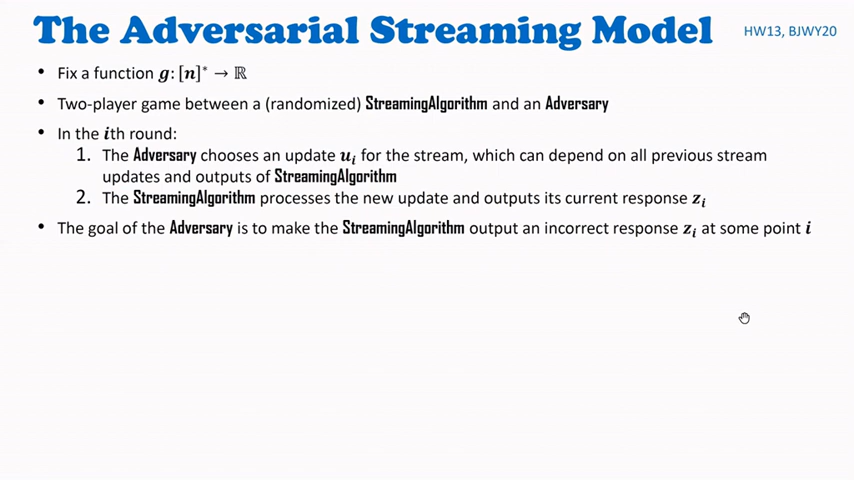 The Adversarial Streaming Model
HW13, BJWY20
• Fix a function g: [n]* → ℝ
• Two-player game between a (randomized) StreamingAlgorithm and an Adversary
• In the ith round:
1. The Adversary chooses an update uᵢ for the stream, which can depend on all previous stream
updates and outputs of StreamingAlgorithm
2. The StreamingAlgorithm processes the new update and outputs its current response zᵢ
• The goal of the Adversary is to make the StreamingAlgorithm output an incorrect response zᵢ at some point i